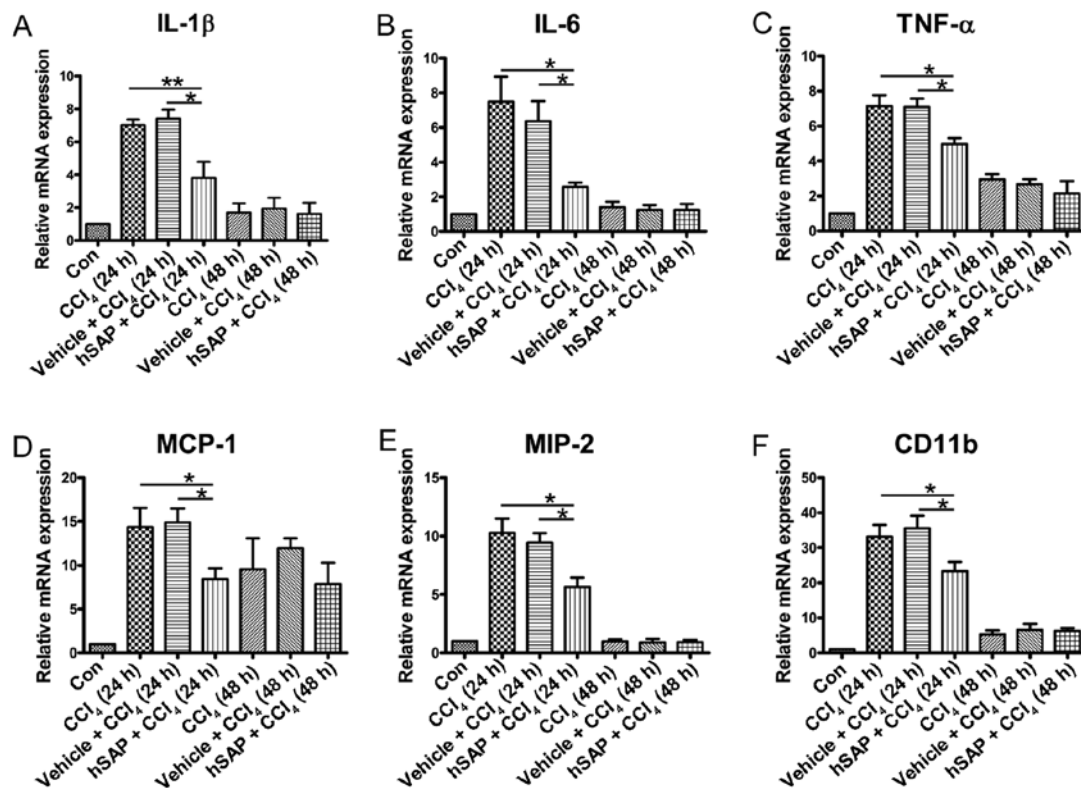 A
IL-1β
Relative mRNA expression
10
8
6
4
2
0
**
*
Con
CCl₄ (24 h)
Vehicle + CCl₄ (24 h)
hSAP + CCl₄ (24 h)
CCl₄ (48 h)
Vehicle + CCl₄ (48 h)
hSAP + CCl₄ (48 h)
B
IL-6
Relative mRNA expression
10
8
6
4
2
0
*
*
Con
CCl₄ (24 h)
Vehicle + CCl₄ (24 h)
hSAP + CCl₄ (24 h)
CCl₄ (48 h)
Vehicle + CCl₄ (48 h)
hSAP + CCl₄ (48 h)
C
TNF-α
Relative mRNA expression
10
8
6
4
2
0
*
*
Con
CCl₄ (24 h)
Vehicle + CCl₄ (24 h)
hSAP + CCl₄ (24 h)
CCl₄ (48 h)
Vehicle + CCl₄ (48 h)
hSAP + CCl₄ (48 h)
D
MCP-1
Relative mRNA expression
20
15
10
5
0
*
*
Con
CCl₄ (24 h)
Vehicle + CCl₄ (24 h)
hSAP + CCl₄ (24 h)
CCl₄ (48 h)
Vehicle + CCl₄ (48 h)
hSAP + CCl₄ (48 h)
E
MIP-2
Relative mRNA expression
15
10
5
0
*
*
Con
CCl₄ (24 h)
Vehicle + CCl₄ (24 h)
hSAP + CCl₄ (24 h)
CCl₄ (48 h)
Vehicle + CCl₄ (48 h)
hSAP + CCl₄ (48 h)
F
CD11b
Relative mRNA expression
50
40
30
20
10
0
*
*
Con
CCl₄ (24 h)
Vehicle + CCl₄ (24 h)
hSAP + CCl₄ (24 h)
CCl₄ (48 h)
Vehicle + CCl₄ (48 h)
hSAP + CCl₄ (48 h)